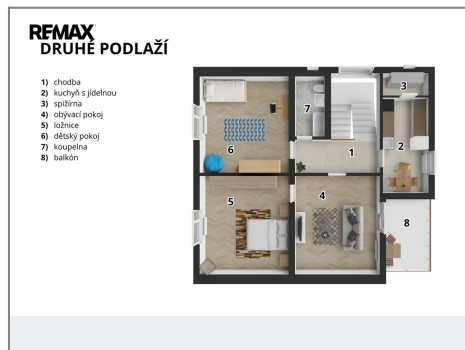 RE/MAX
DRUHÉ PODLAŽÍ
1) chodba
2) kuchyň s jídelnou
3) spižírna
4) obývací pokoj
5) ložnice
6) dětský pokoj
7) koupelna
8) balkón
3
7
1
2
6
5
4
8